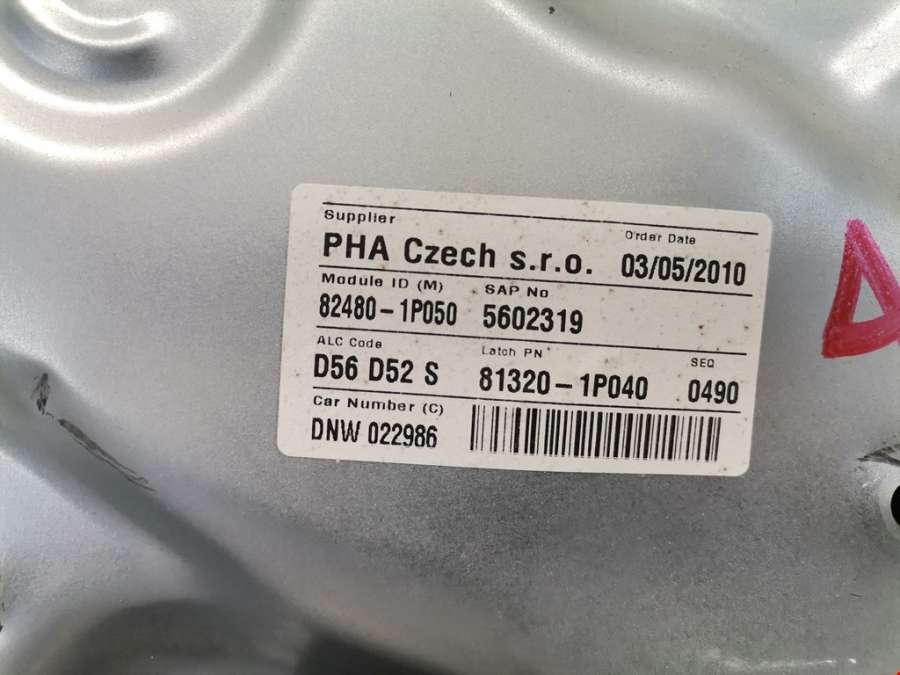 Supplier
PHA Czech s.r.o.
Order Date
03/05/2010
Module ID (M) SAP No
82480-1P050 5602319
ALC Code Latch PN SEQ
D56 D52 S 81320-1P040 0490
Car Number (C)
DNW 022986